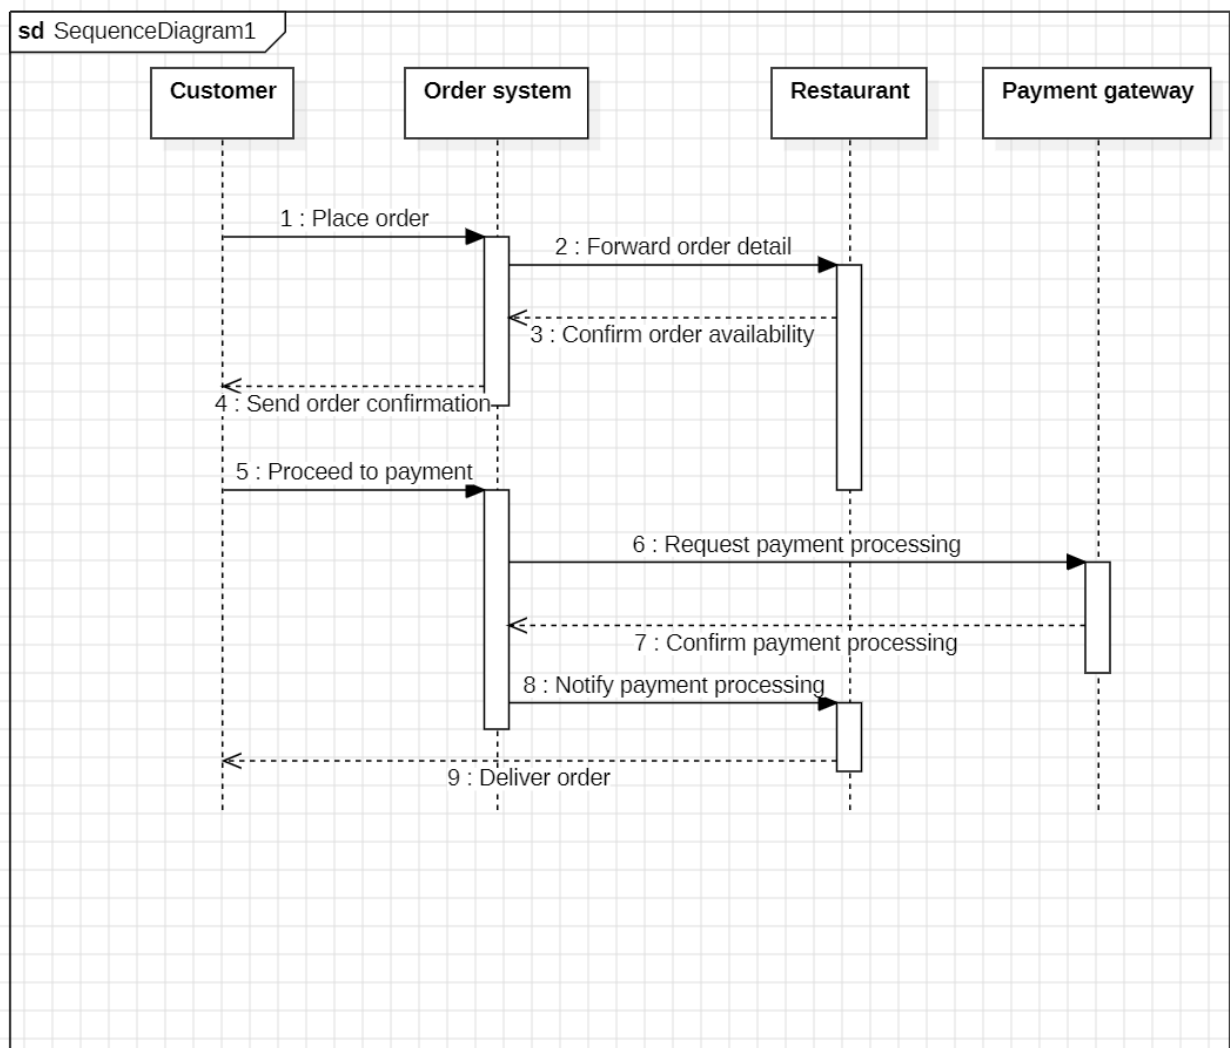 sd SequenceDiagram1
Customer
Order system
Restaurant
Payment gateway
1 : Place order
2 : Forward order detail
3 : Confirm order availability
4 : Send order confirmation
5 : Proceed to payment
6 : Request payment processing
7 : Confirm payment processing
8 : Notify payment processing
9 : Deliver order